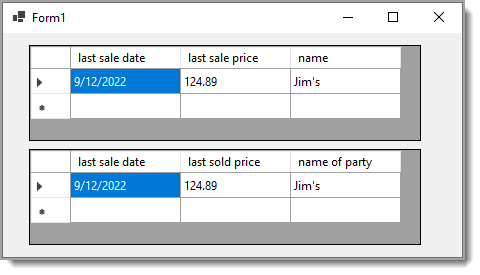 Form1
last sale date last sale price name
9/12/2022 124.89 Jim's
last sale date last sold price name of party
9/12/2022 124.89 Jim's